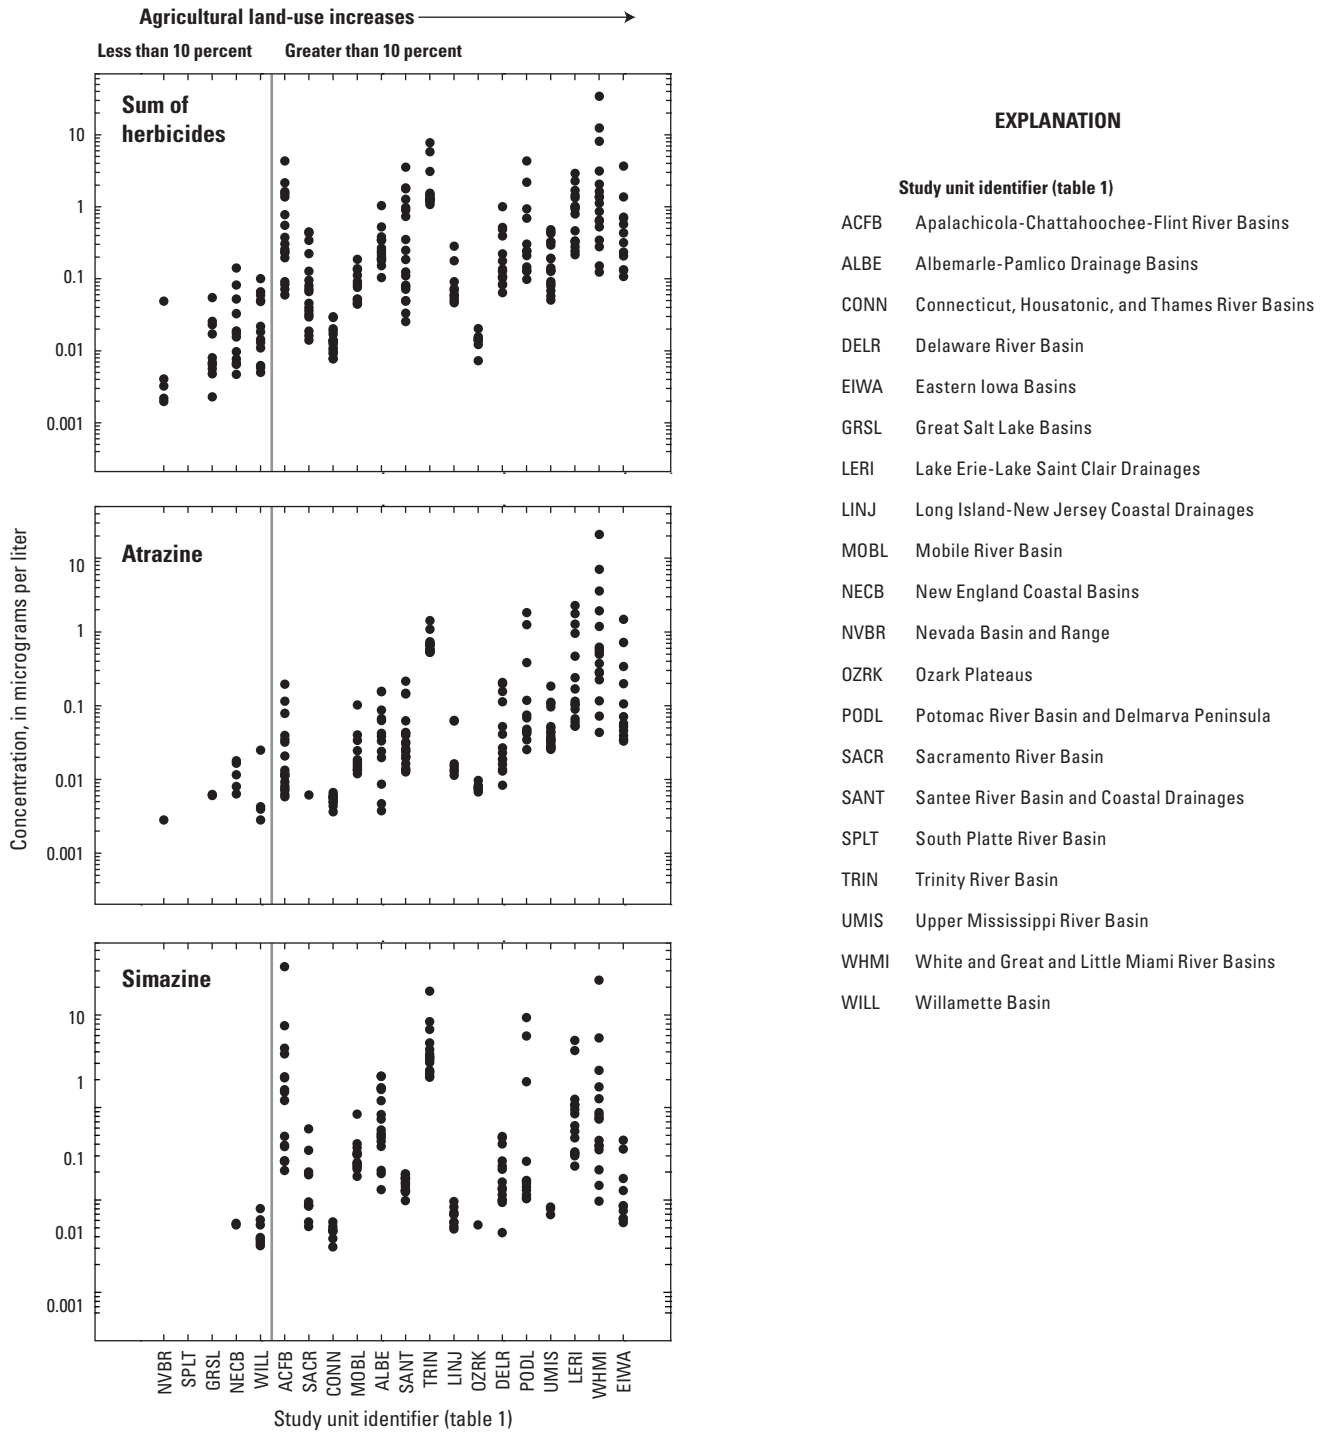 Agricultural land-use increases
Less than 10 percent
Greater than 10 percent
Sum of
herbicides
10
1
0.1
0.01
0.001
Atrazine
10
1
0.1
0.01
0.001
Simazine
10
1
0.1
0.01
0.001
Concentration, in micrograms per liter
NVBR
SPLT
GRSL
NECB
WILL
ACFB
SACR
CONN
MOBL
ALBE
SANT
TRIN
LINJ
OZRK
DELR
PODL
UMIS
LERI
WHMI
EIWA
Study unit identifier (table 1)
EXPLANATION
Study unit identifier (table 1)
ACFB Apalachicola-Chattahoochee-Flint River Basins
ALBE Albemarle-Pamlico Drainage Basins
CONN Connecticut, Housatonic, and Thames River Basins
DELR Delaware River Basin
EIWA Eastern Iowa Basins
GRSL Great Salt Lake Basins
LERI Lake Erie-Lake Saint Clair Drainages
LINJ Long Island-New Jersey Coastal Drainages
MOBL Mobile River Basin
NECB New England Coastal Basins
NVBR Nevada Basin and Range
OZRK Ozark Plateaus
PODL Potomac River Basin and Delmarva Peninsula
SACR Sacramento River Basin
SANT Santee River Basin and Coastal Drainages
SPLT South Platte River Basin
TRIN Trinity River Basin
UMIS Upper Mississippi River Basin
WHMI White and Great and Little Miami River Basins
WILL Willamette Basin